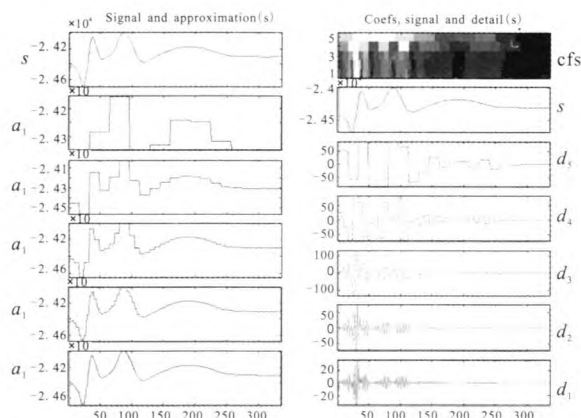 Signal and approximation(s)
×10⁴
-2.42
s
-2.46
×10
-2.42
a₁
-2.43
×10
-2.41
a₁ -2.43
-2.45
×10
-2.42
a₁
-2.46
×10
-2.42
a₁
-2.46
×10
-2.42
a₁
-2.46
50 100 150 200 250 300
Coefs, signal and detail(s)
5
3
1
cfs
×10
-2.4
s
-2.45
50
0
-50
d₅
50
0
-50
d₄
100
0
-100
d₃
50
0
-50
d₂
20
0
-20
d₁
50 100 150 200 250 300